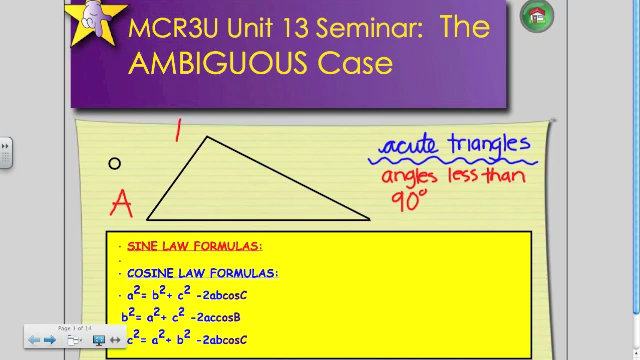 MCR3U Unit 13 Seminar: The
AMBIGUOUS Case
acute triangles
angles less than
90°
A
· SINE LAW FORMULAS:
·
· COSINE LAW FORMULAS:
· a²= b²+ c² -2abcosC
b²= a²+ c² -2accosB
c²= a²+ b² -2abcosC
Page 1 of 14